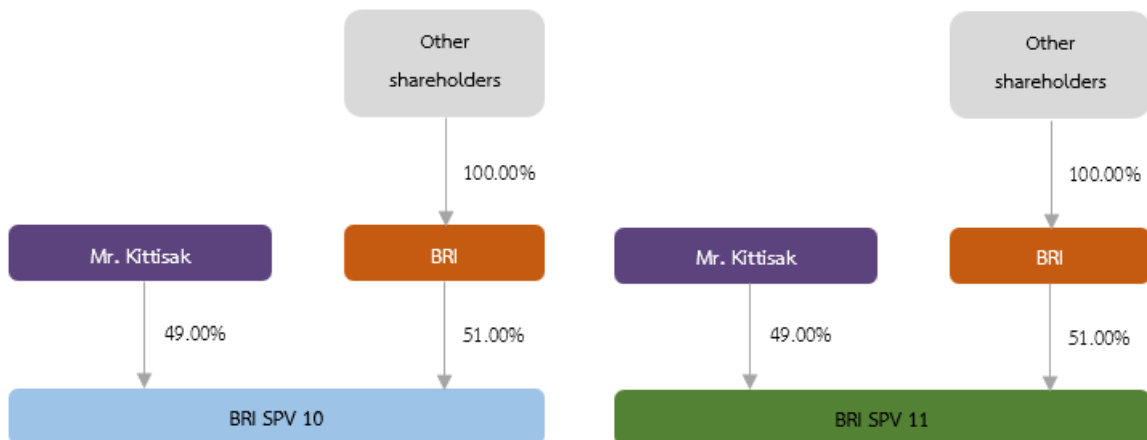 Other
shareholders
100.00%
Mr. Kittisak
BRI
49.00%
51.00%
BRI SPV 10
Other
shareholders
100.00%
Mr. Kittisak
BRI
49.00%
51.00%
BRI SPV 11